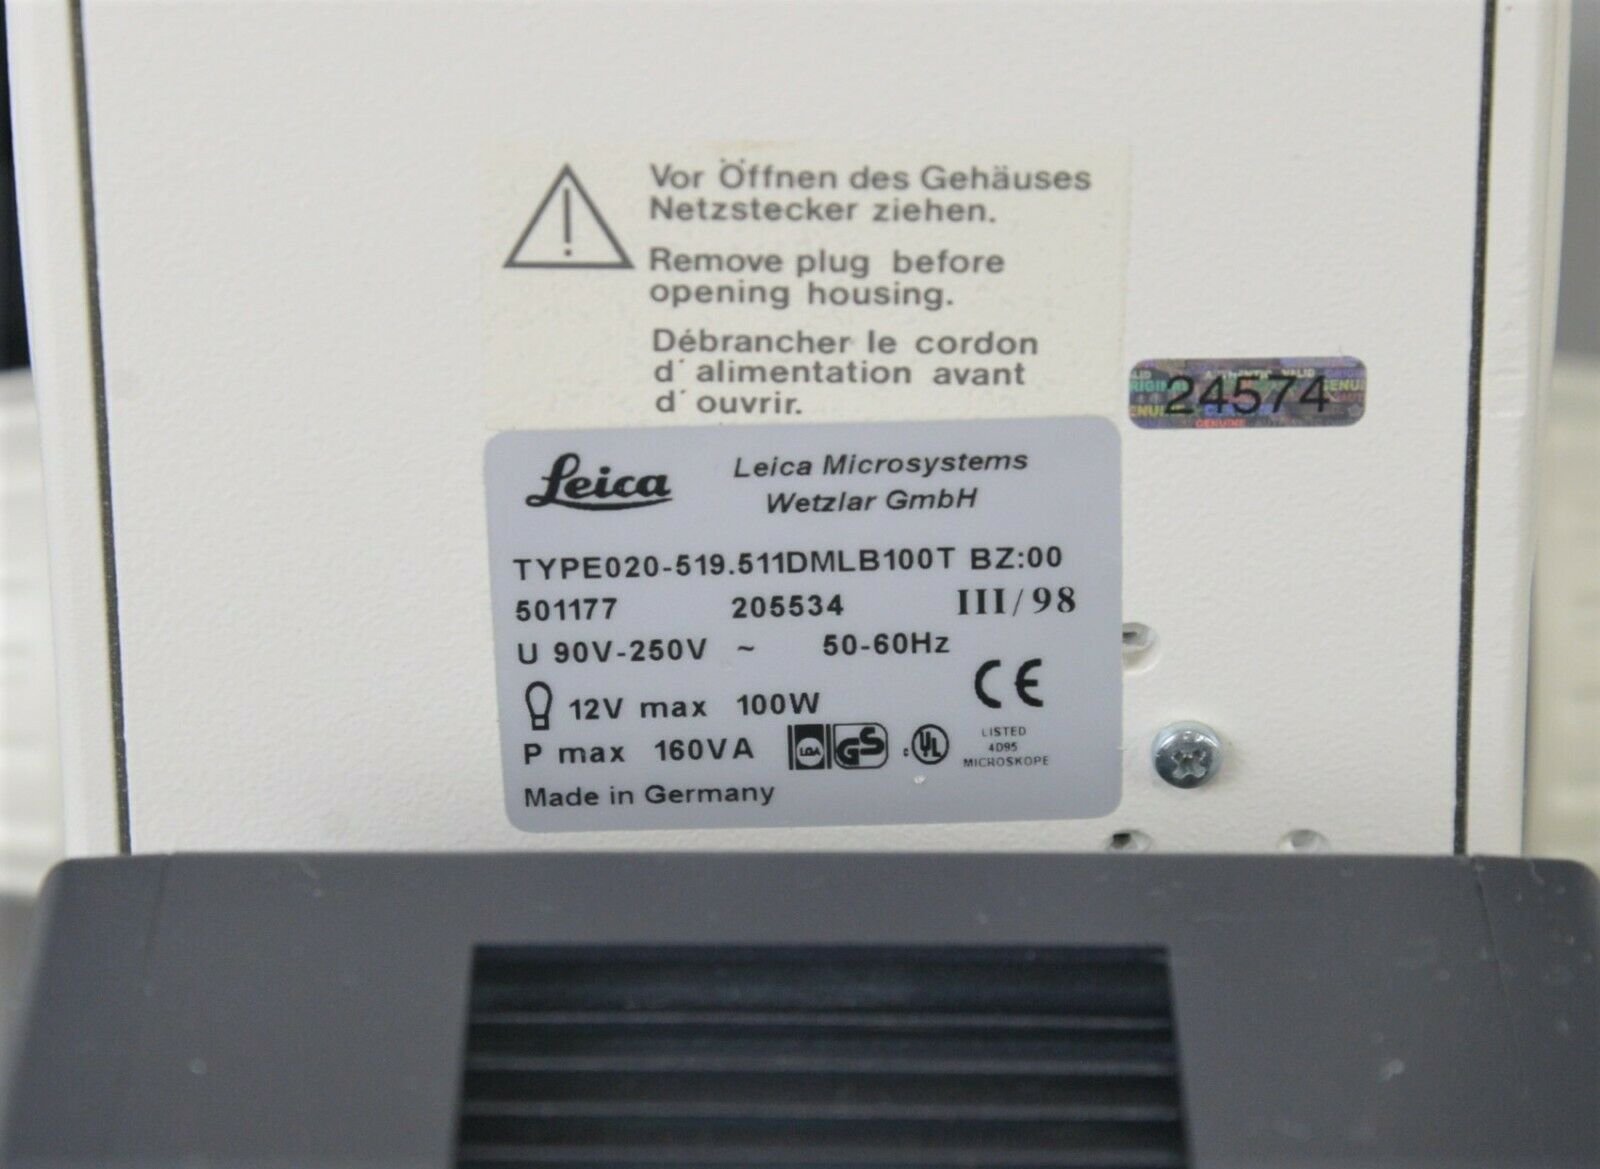 Vor Öffnen des Gehäuses
Netzstecker ziehen.
Remove plug before
opening housing.
Débrancher le cordon
d´alimentation avant
d´ouvrir.
24574
Leica
Leica Microsystems
Wetzlar GmbH
TYPE020-519.511DMLB100T BZ:00
501177 205534 III/98
U 90V-250V ~ 50-60Hz
CE
12V max 100W
P max 160VA
LGA GS c UL
LISTED
4D95
MICROSKOPE
Made in Germany